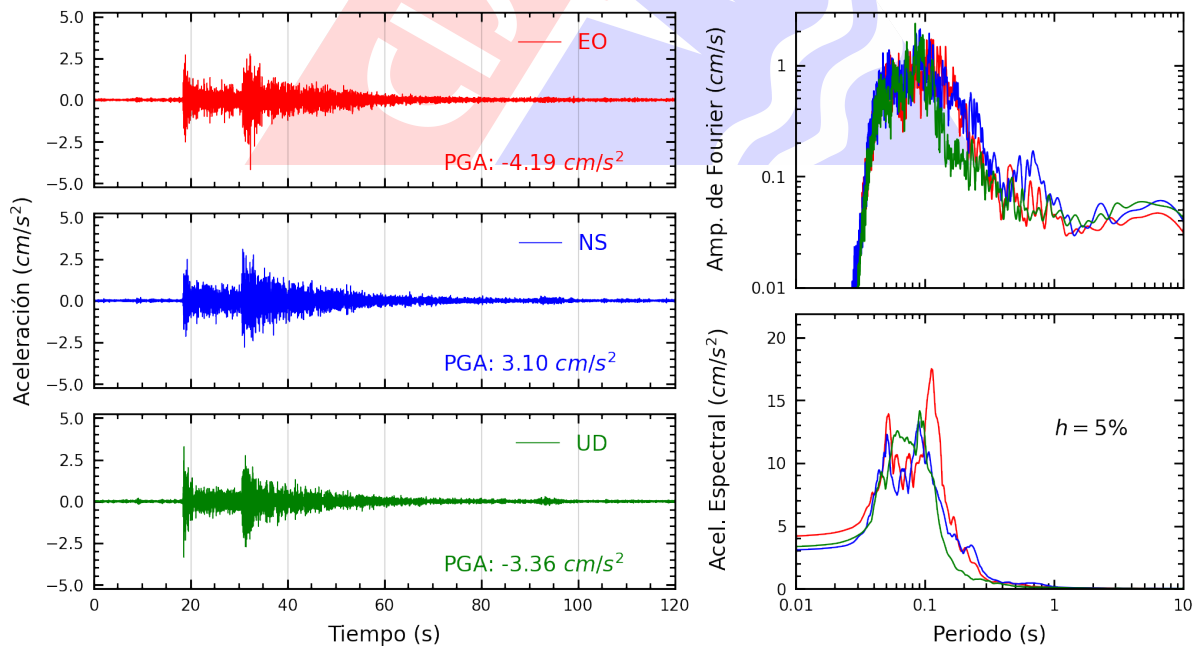 EO
PGA: -4.19 cm/s²
5.0
2.5
0.0
−2.5
−5.0
NS
PGA: 3.10 cm/s²
5.0
2.5
0.0
−2.5
−5.0
UD
PGA: -3.36 cm/s²
5.0
2.5
0.0
−2.5
−5.0
Aceleración (cm/s²)
0 20 40 60 80 100 120
Tiempo (s)
Amp. de Fourier (cm/s)
1
0.1
0.01
Acel. Espectral (cm/s²)
20
15
10
5
0
h = 5%
0.01 0.1 1 10
Periodo (s)